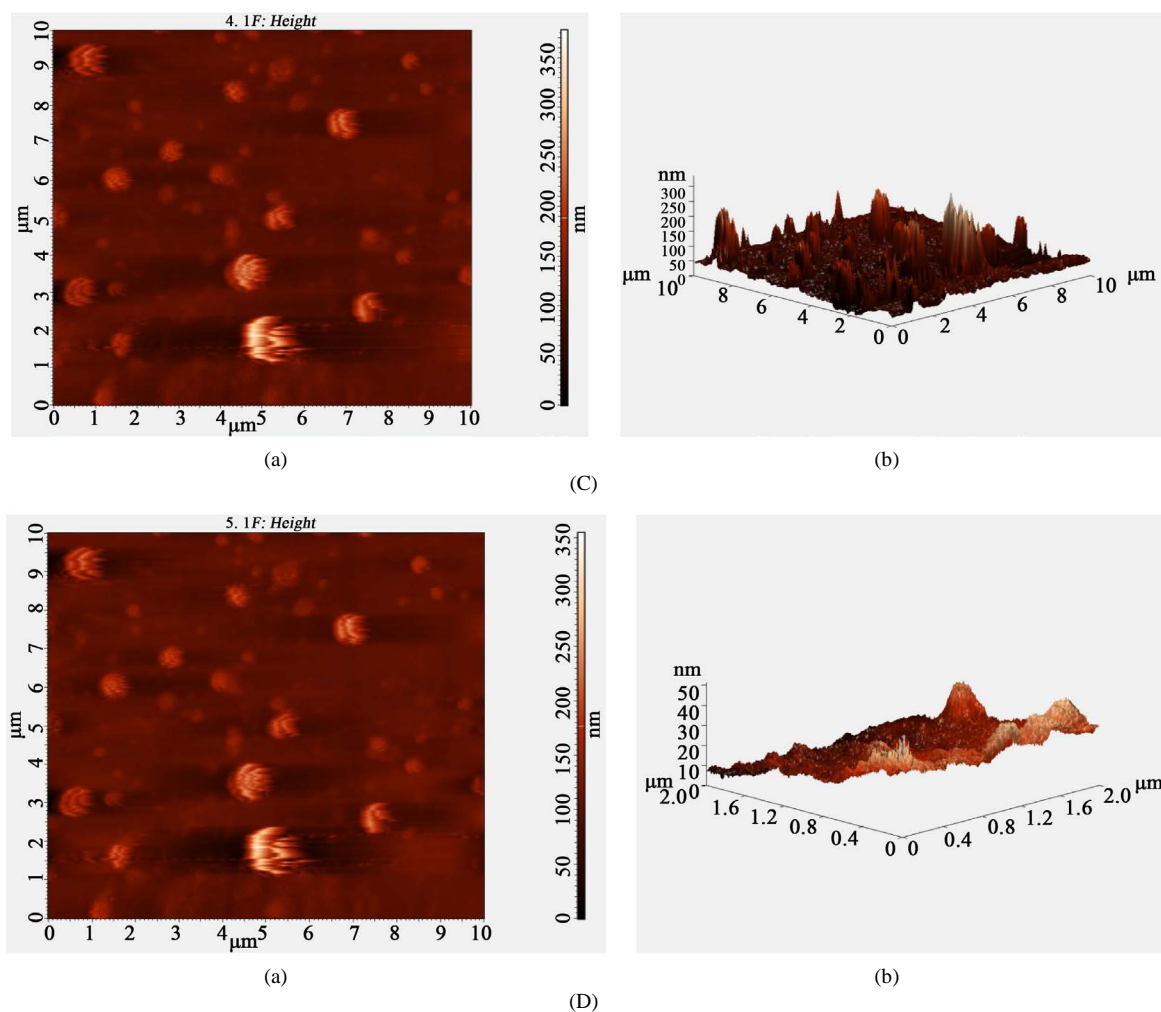 4. 1F: Height
10
9
8
7
6
5
4
3
2
1
0
μm
0 1 2 3 4 5 6 7 8 9 10
μm
350
300
250
200
150
100
50
0
nm
nm
300
250
200
150
100
50
0
μm
10 8 6 4 2 0
0 2 4 6 8 10
μm
(a)
(b)
(C)
5. 1F: Height
10
9
8
7
6
5
4
3
2
1
0
μm
0 1 2 3 4 5 6 7 8 9 10
μm
350
300
250
200
150
100
50
0
nm
nm
50
40
30
20
10
0
μm
2.0 1.6 1.2 0.8 0.4 0
0 0.4 0.8 1.2 1.6 2.0
μm
(a)
(b)
(D)